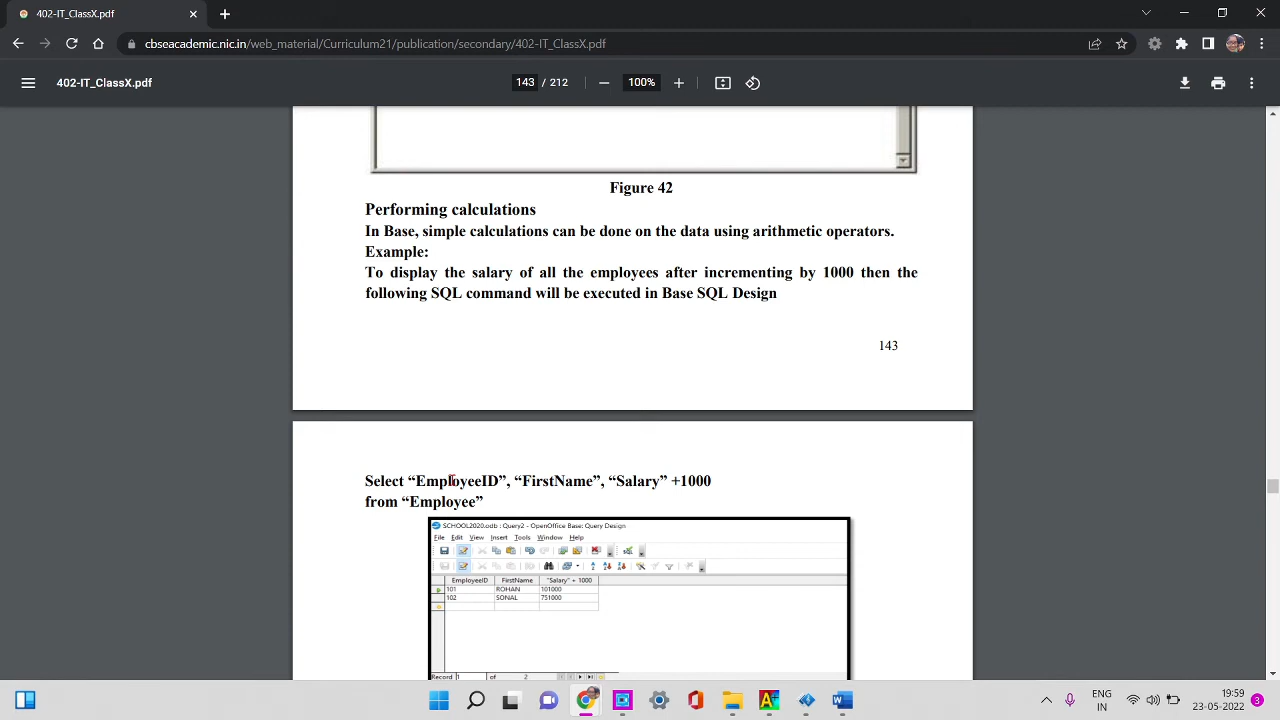 402-IT_ClassX.pdf
cbseacademic.nic.in/web_material/Curriculum21/publication/secondary/402-IT_ClassX.pdf
402-IT_ClassX.pdf
143 / 212
100%
Figure 42
Performing calculations
In Base, simple calculations can be done on the data using arithmetic operators.
Example:
To display the salary of all the employees after incrementing by 1000 then the
following SQL command will be executed in Base SQL Design
143
Select “EmployeeID”, “FirstName”, “Salary” +1000
from “Employee”
SCHOOL2020.odb : Query2 - OpenOffice Base: Query Design
File Edit View Insert Tools Window Help
EmployeeID FirstName "Salary" + 1000
101 ROHAN 101000
102 SONAL 751000
Record 1 of 2
ENG 19:59
IN 23-05-2022 3